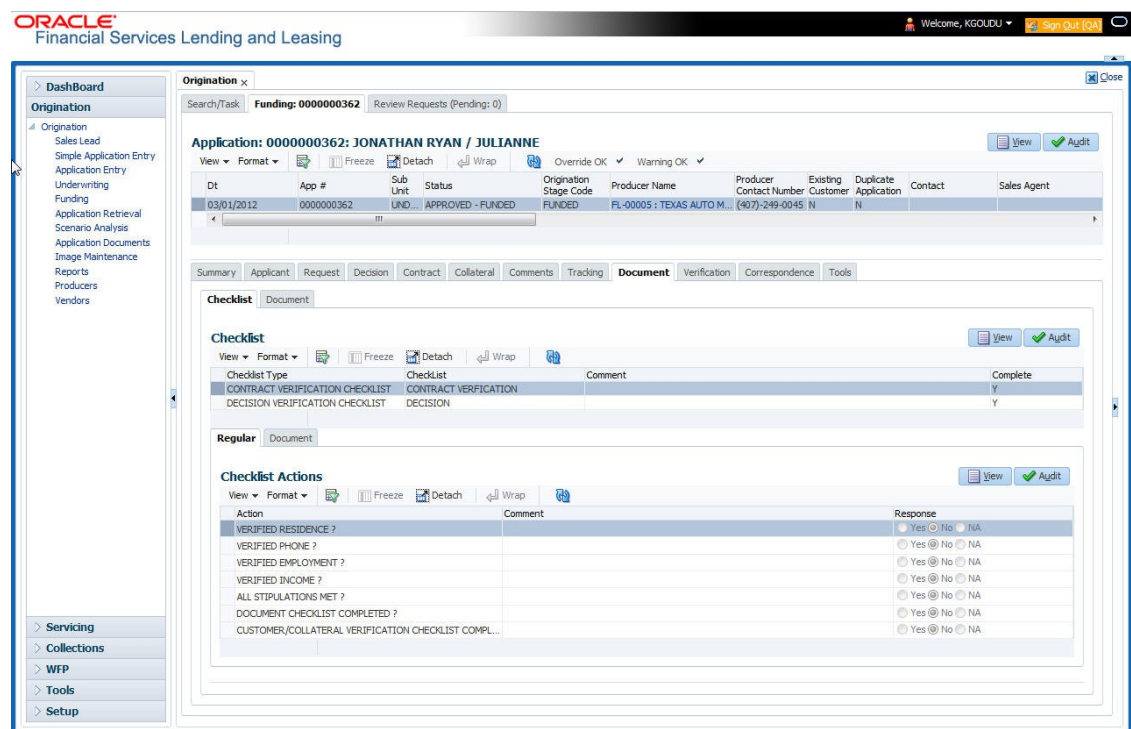 ORACLE
Financial Services Lending and Leasing
Welcome, KGOUDU
Sign Out [QA]
Close
DashBoard
Origination
Origination
Sales Lead
Simple Application Entry
Application Entry
Underwriting
Funding
Application Retrieval
Scenario Analysis
Application Documents
Image Maintenance
Reports
Producers
Vendors
Servicing
Collections
WFP
Tools
Setup
Origination x
Search/Task Funding: 0000000362 Review Requests (Pending: 0)
Application: 0000000362: JONATHAN RYAN / JULIANNE
View Audit
View Format Freeze Detach Wrap Override OK Warning OK
Dt App # Sub Unit Status Origination Stage Code Producer Name Producer Contact Number Existing Customer Duplicate Application Contact Sales Agent
03/01/2012 0000000362 UND... APPROVED - FUNDED FUNDED FL-00005 : TEXAS AUTO M... (407)-249-0045 N N
Summary Applicant Request Decision Contract Collateral Comments Tracking Document Verification Correspondence Tools
Checklist Document
Checklist
View Audit
View Format Freeze Detach Wrap
Checklist Type CheckList Comment Complete
CONTRACT VERIFICATION CHECKLIST CONTRACT VERFICATION Y
DECISION VERIFICATION CHECKLIST DECISION Y
Regular Document
Checklist Actions
View Audit
View Format Freeze Detach Wrap
Action Comment Response
VERIFIED RESIDENCE ? Yes No NA
VERIFIED PHONE ? Yes No NA
VERIFIED EMPLOYMENT ? Yes No NA
VERIFIED INCOME ? Yes No NA
ALL STIPULATIONS MET ? Yes No NA
DOCUMENT CHECKLIST COMPLETED ? Yes No NA
CUSTOMER/COLLATERAL VERIFICATION CHECKLIST COMPL... Yes No NA